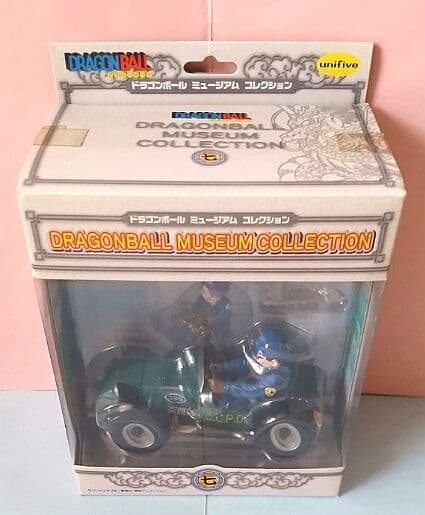 DRAGONBALL
unifive
ドラゴンボール ミュージアム コレクション
DRAGONBALL
DRAGONBALL
MUSEUM
COLLECTION
七
ドラゴンボール ミュージアム コレクション
DRAGONBALL MUSEUM COLLECTION
C.P.D.
七